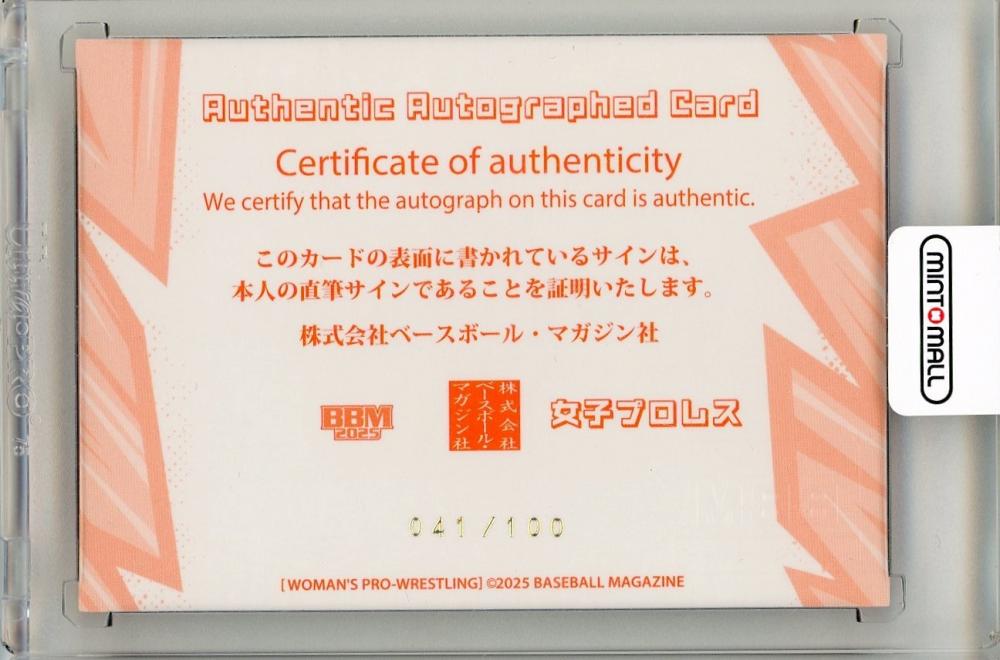 Authentic Autographed Card
Certificate of authenticity
We certify that the autograph on this card is authentic.
このカードの表面に書かれているサインは、
本人の直筆サインであることを証明いたします。
株式会社ベースボール・マガジン社
BBM
2025
株式会社
ベースボール・
マガジン社
女子プロレス
041/100
[WOMAN'S PRO-WRESTLING] ©2025 BASEBALL MAGAZINE
MINT MALL